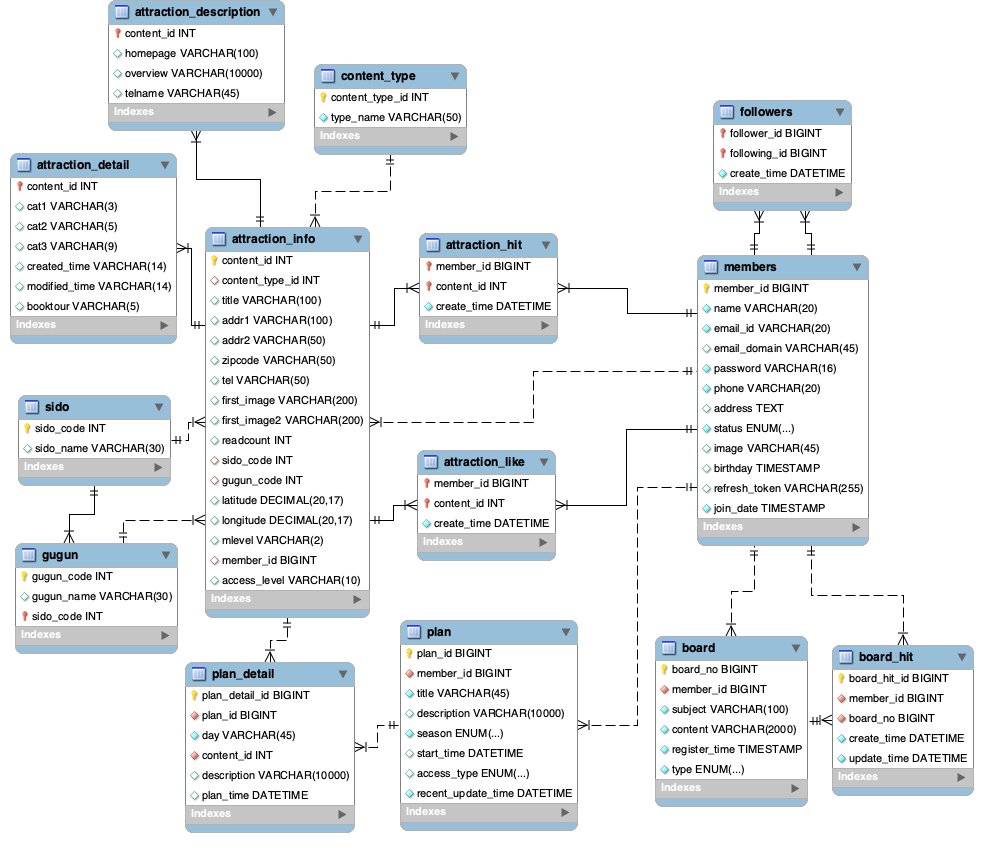 attraction_description
content_id INT
homepage VARCHAR(100)
overview VARCHAR(10000)
telname VARCHAR(45)
Indexes
content_type
content_type_id INT
type_name VARCHAR(50)
Indexes
followers
follower_id BIGINT
following_id BIGINT
create_time DATETIME
Indexes
attraction_detail
content_id INT
cat1 VARCHAR(3)
cat2 VARCHAR(5)
cat3 VARCHAR(9)
created_time VARCHAR(14)
modified_time VARCHAR(14)
booktour VARCHAR(5)
Indexes
attraction_info
content_id INT
content_type_id INT
title VARCHAR(100)
addr1 VARCHAR(100)
addr2 VARCHAR(50)
zipcode VARCHAR(50)
tel VARCHAR(50)
first_image VARCHAR(200)
first_image2 VARCHAR(200)
readcount INT
sido_code INT
gugun_code INT
latitude DECIMAL(20,17)
longitude DECIMAL(20,17)
mlevel VARCHAR(2)
member_id BIGINT
access_level VARCHAR(10)
Indexes
attraction_hit
member_id BIGINT
content_id INT
create_time DATETIME
Indexes
members
member_id BIGINT
name VARCHAR(20)
email_id VARCHAR(20)
email_domain VARCHAR(45)
password VARCHAR(16)
phone VARCHAR(20)
address TEXT
status ENUM(...)
image VARCHAR(45)
birthday TIMESTAMP
refresh_token VARCHAR(255)
join_date TIMESTAMP
Indexes
sido
sido_code INT
sido_name VARCHAR(30)
Indexes
attraction_like
member_id BIGINT
content_id INT
create_time DATETIME
Indexes
gugun
gugun_code INT
gugun_name VARCHAR(30)
sido_code INT
Indexes
plan_detail
plan_detail_id BIGINT
plan_id BIGINT
day VARCHAR(45)
content_id INT
description VARCHAR(10000)
plan_time DATETIME
Indexes
plan
plan_id BIGINT
member_id BIGINT
title VARCHAR(45)
description VARCHAR(10000)
season ENUM(...)
start_time DATETIME
access_type ENUM(...)
recent_update_time DATETIME
Indexes
board
board_no BIGINT
member_id BIGINT
subject VARCHAR(100)
content VARCHAR(2000)
register_time TIMESTAMP
type ENUM(...)
Indexes
board_hit
board_hit_id BIGINT
member_id BIGINT
board_no BIGINT
create_time DATETIME
update_time DATETIME
Indexes